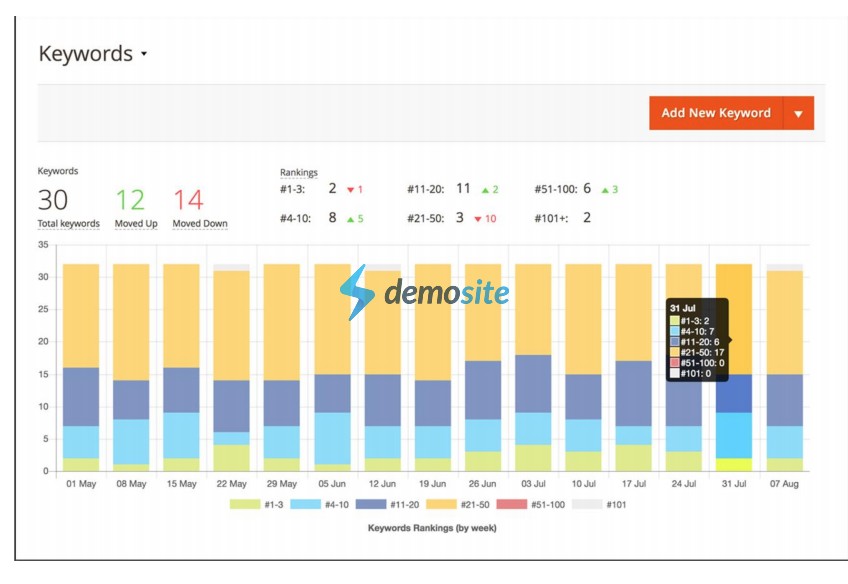 Keywords
Add New Keyword
Keywords
30
Total keywords
12
Moved Up
14
Moved Down
Rankings
#1-3: 2 ▼ 1
#11-20: 11 ▲ 2
#51-100: 6 ▲ 3
#4-10: 8 ▲ 5
#21-50: 3 ▼ 10
#101+: 2
35
30
25
20
15
10
5
0
demosite
31 Jul
#1-3: 2
#4-10: 7
#11-20: 6
#21-50: 17
#51-100: 0
#101: 0
01 May 08 May 15 May 22 May 29 May 05 Jun 12 Jun 19 Jun 26 Jun 03 Jul 10 Jul 17 Jul 24 Jul 31 Jul 07 Aug
#1-3 #4-10 #11-20 #21-50 #51-100 #101
Keywords Rankings (by week)